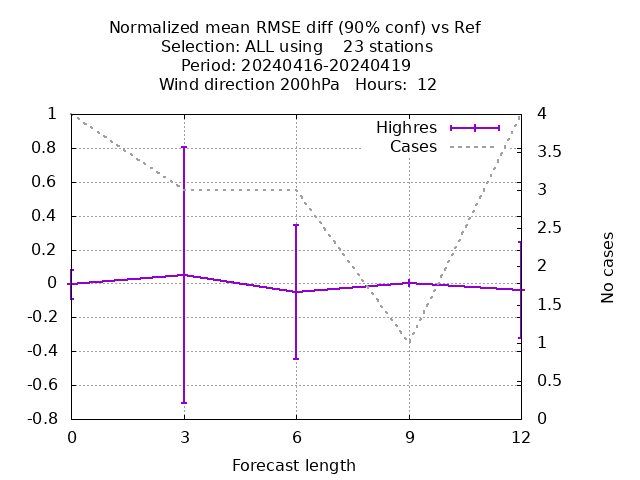 Normalized mean RMSE diff (90% conf) vs Ref
Selection: ALL using    23 stations
Period: 20240416-20240419
Wind direction 200hPa   Hours:  12
Highres
Cases
1
0.8
0.6
0.4
0.2
0
-0.2
-0.4
-0.6
-0.8
4
3.5
3
2.5
2
1.5
1
0.5
0
No cases
0 3 6 9 12
Forecast length